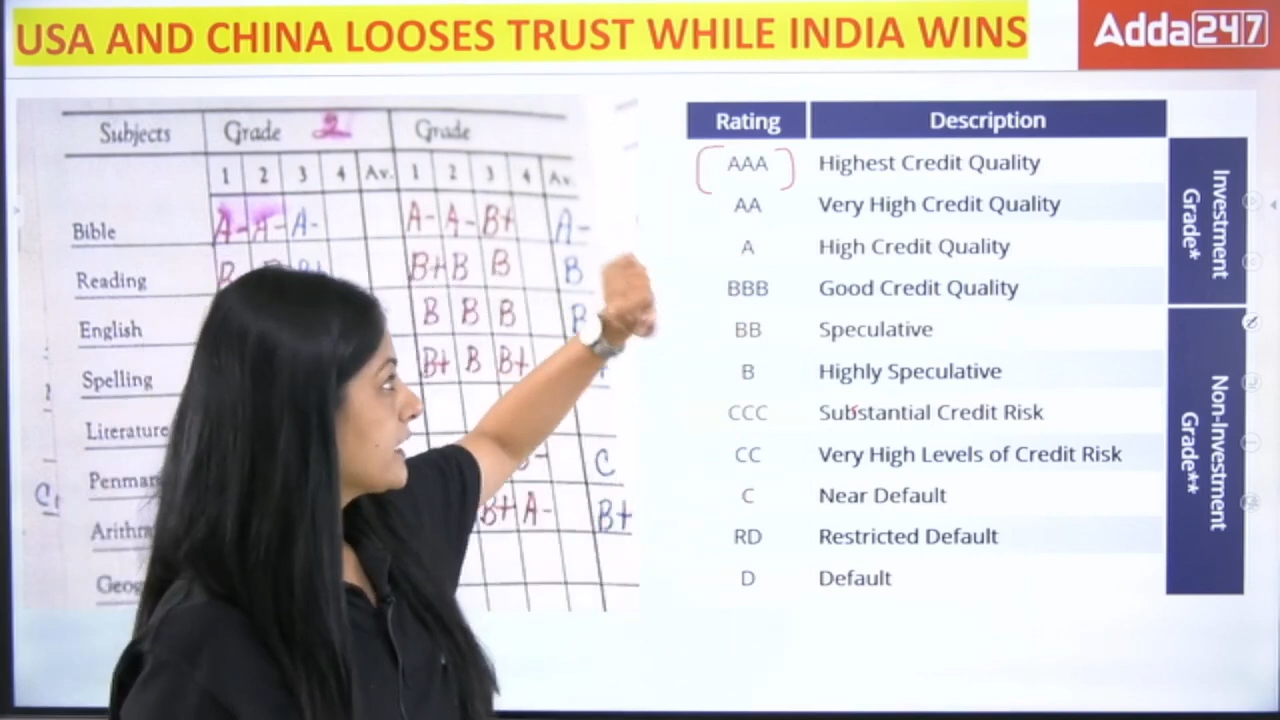 USA AND CHINA LOOSES TRUST WHILE INDIA WINS
Adda247
Subjects Grade 2 Grade
1 2 3 4 Av. 1 2 3 4 Av.
Bible A- A- A- A- A- B+ A-
Reading B+ B B B
English B B B
Spelling B+ B B+
Literature
C
B+ A- B+
Rating Description
AAA Highest Credit Quality
AA Very High Credit Quality
A High Credit Quality
BBB Good Credit Quality
BB Speculative
B Highly Speculative
CCC Substantial Credit Risk
CC Very High Levels of Credit Risk
C Near Default
RD Restricted Default
D Default
Investment
Grade*
Non-Investment
Grade**